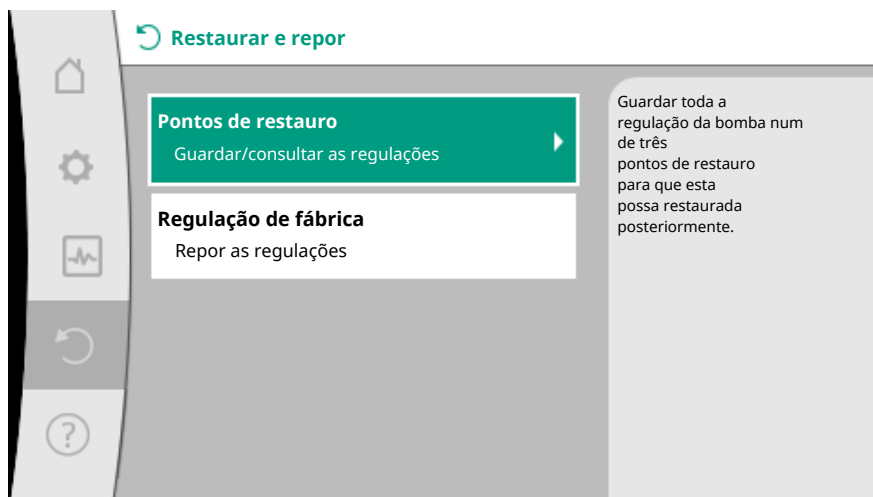 Restaurar e repor
Pontos de restauro
Guardar/consultar as regulações
Regulação de fábrica
Repor as regulações
Guardar toda a
regulação da bomba num
de três
pontos de restauro
para que esta
possa restaurada
posteriormente.
?